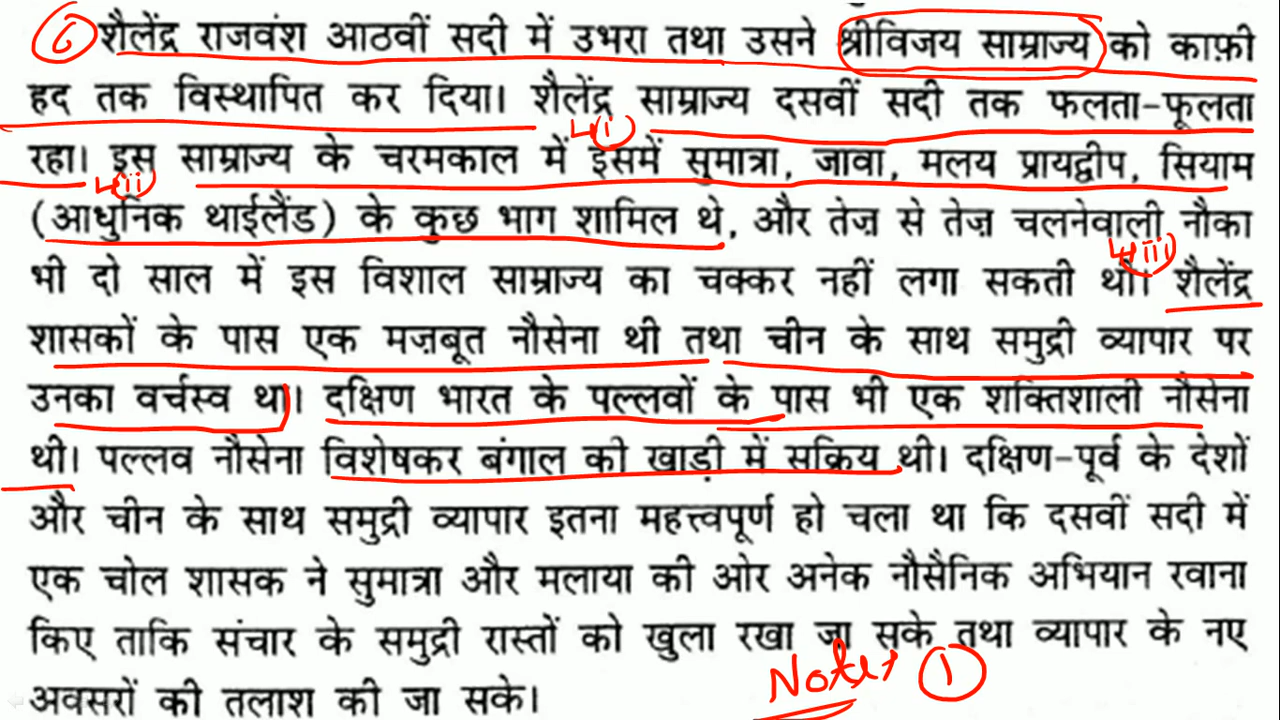 6 शैलेंद्र राजवंश आठवीं सदी में उभरा तथा उसने श्रीविजय साम्राज्य को काफ़ी
हद तक विस्थापित कर दिया। शैलेंद्र साम्राज्य दसवीं सदी तक फलता-फूलता
i
रहा। इस साम्राज्य के चरमकाल में इसमें सुमात्रा, जावा, मलय प्रायद्वीप, सियाम
ii
(आधुनिक थाईलैंड) के कुछ भाग शामिल थे, और तेज़ से तेज़ चलनेवाली नौका
iii
भी दो साल में इस विशाल साम्राज्य का चक्कर नहीं लगा सकती थी। शैलेंद्र
शासकों के पास एक मज़बूत नौसेना थी तथा चीन के साथ समुद्री व्यापार पर
उनका वर्चस्व था। दक्षिण भारत के पल्लवों के पास भी एक शक्तिशाली नौसेना
थी। पल्लव नौसेना विशेषकर बंगाल की खाड़ी में सक्रिय थी। दक्षिण-पूर्व के देशों
और चीन के साथ समुद्री व्यापार इतना महत्त्वपूर्ण हो चला था कि दसवीं सदी में
एक चोल शासक ने सुमात्रा और मलाया की ओर अनेक नौसैनिक अभियान रवाना
किए ताकि संचार के समुद्री रास्तों को खुला रखा जा सके तथा व्यापार के नए
अवसरों की तलाश की जा सके।
Note 1